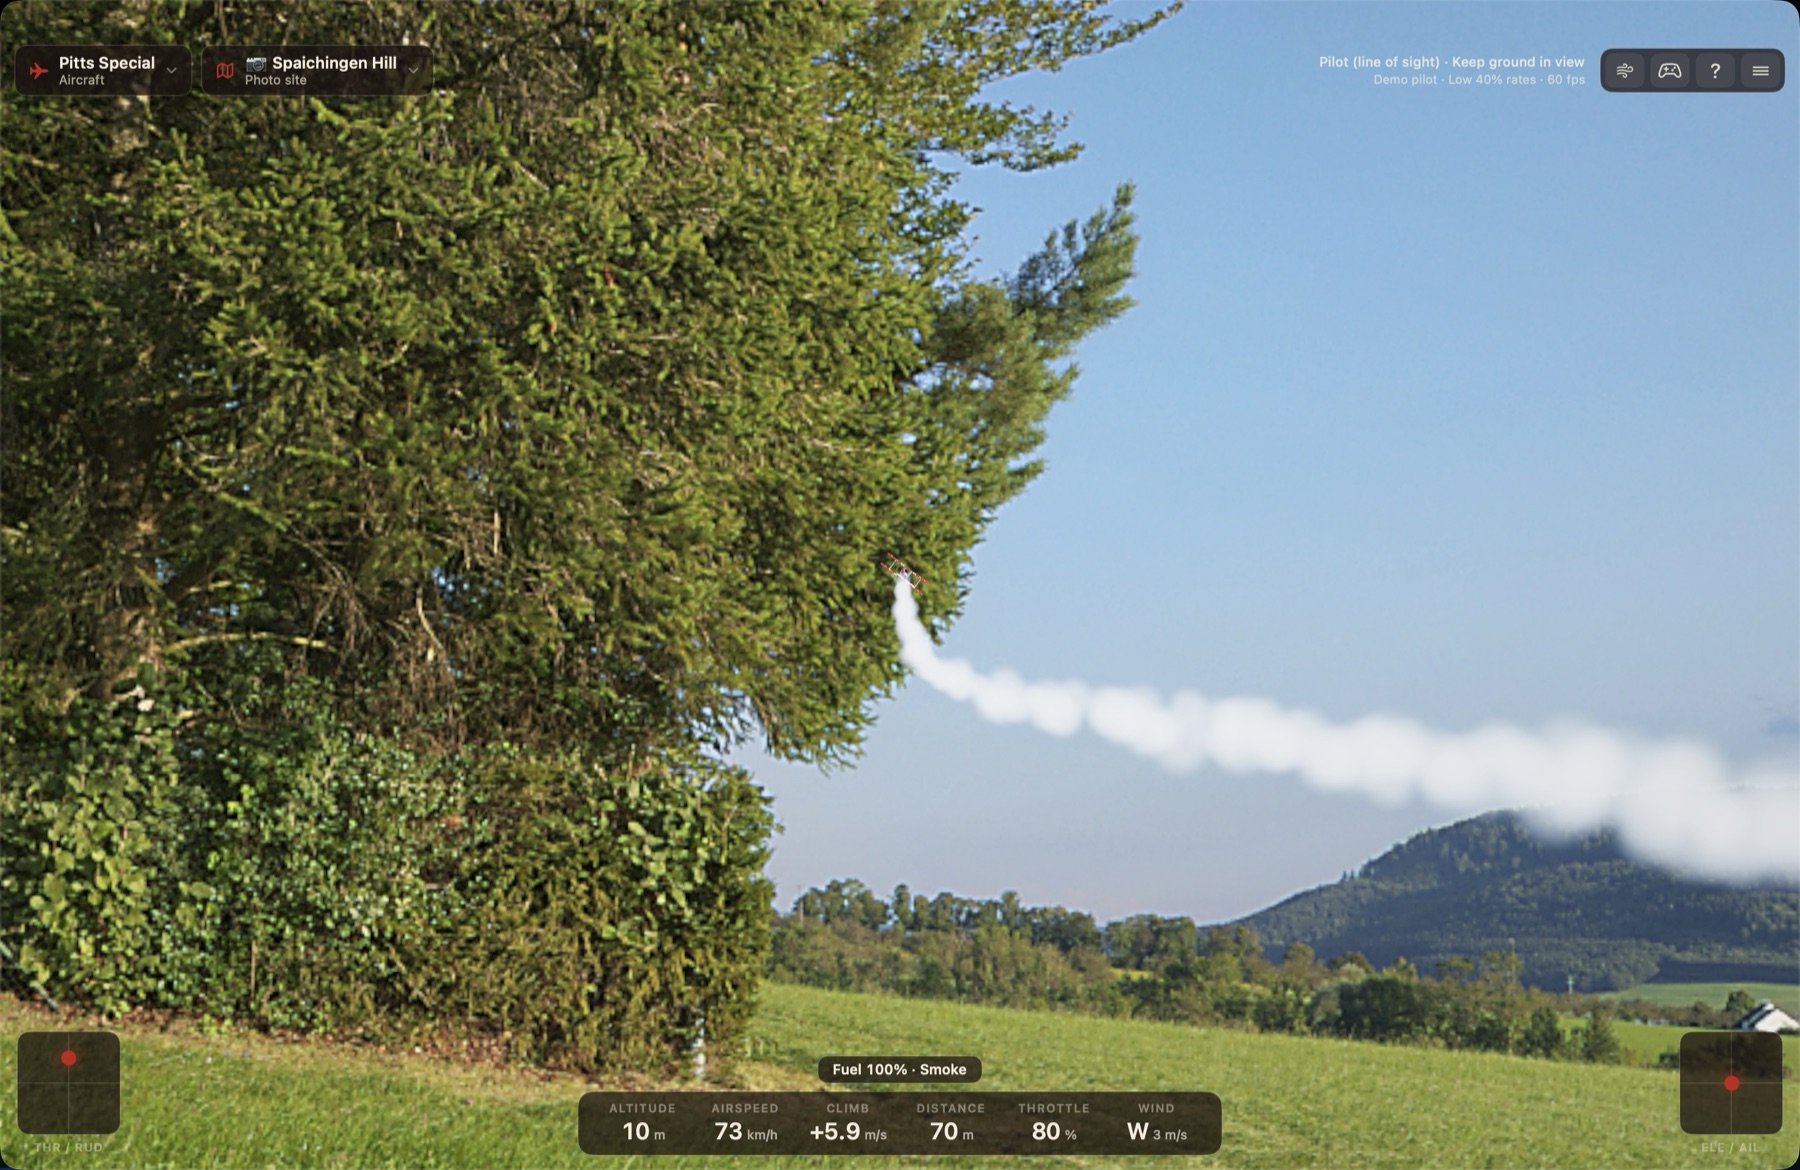 Pitts Special
Aircraft
Spaichingen Hill
Photo site
Pilot (line of sight) · Keep ground in view
Demo pilot · Low 40% rates · 60 fps
?
Fuel 100% · Smoke
ALTITUDE AIRSPEED CLIMB DISTANCE THROTTLE WIND
10 m 73 km/h +5.9 m/s 70 m 80 % W 3 m/s
THR / RUD
ELE / AIL